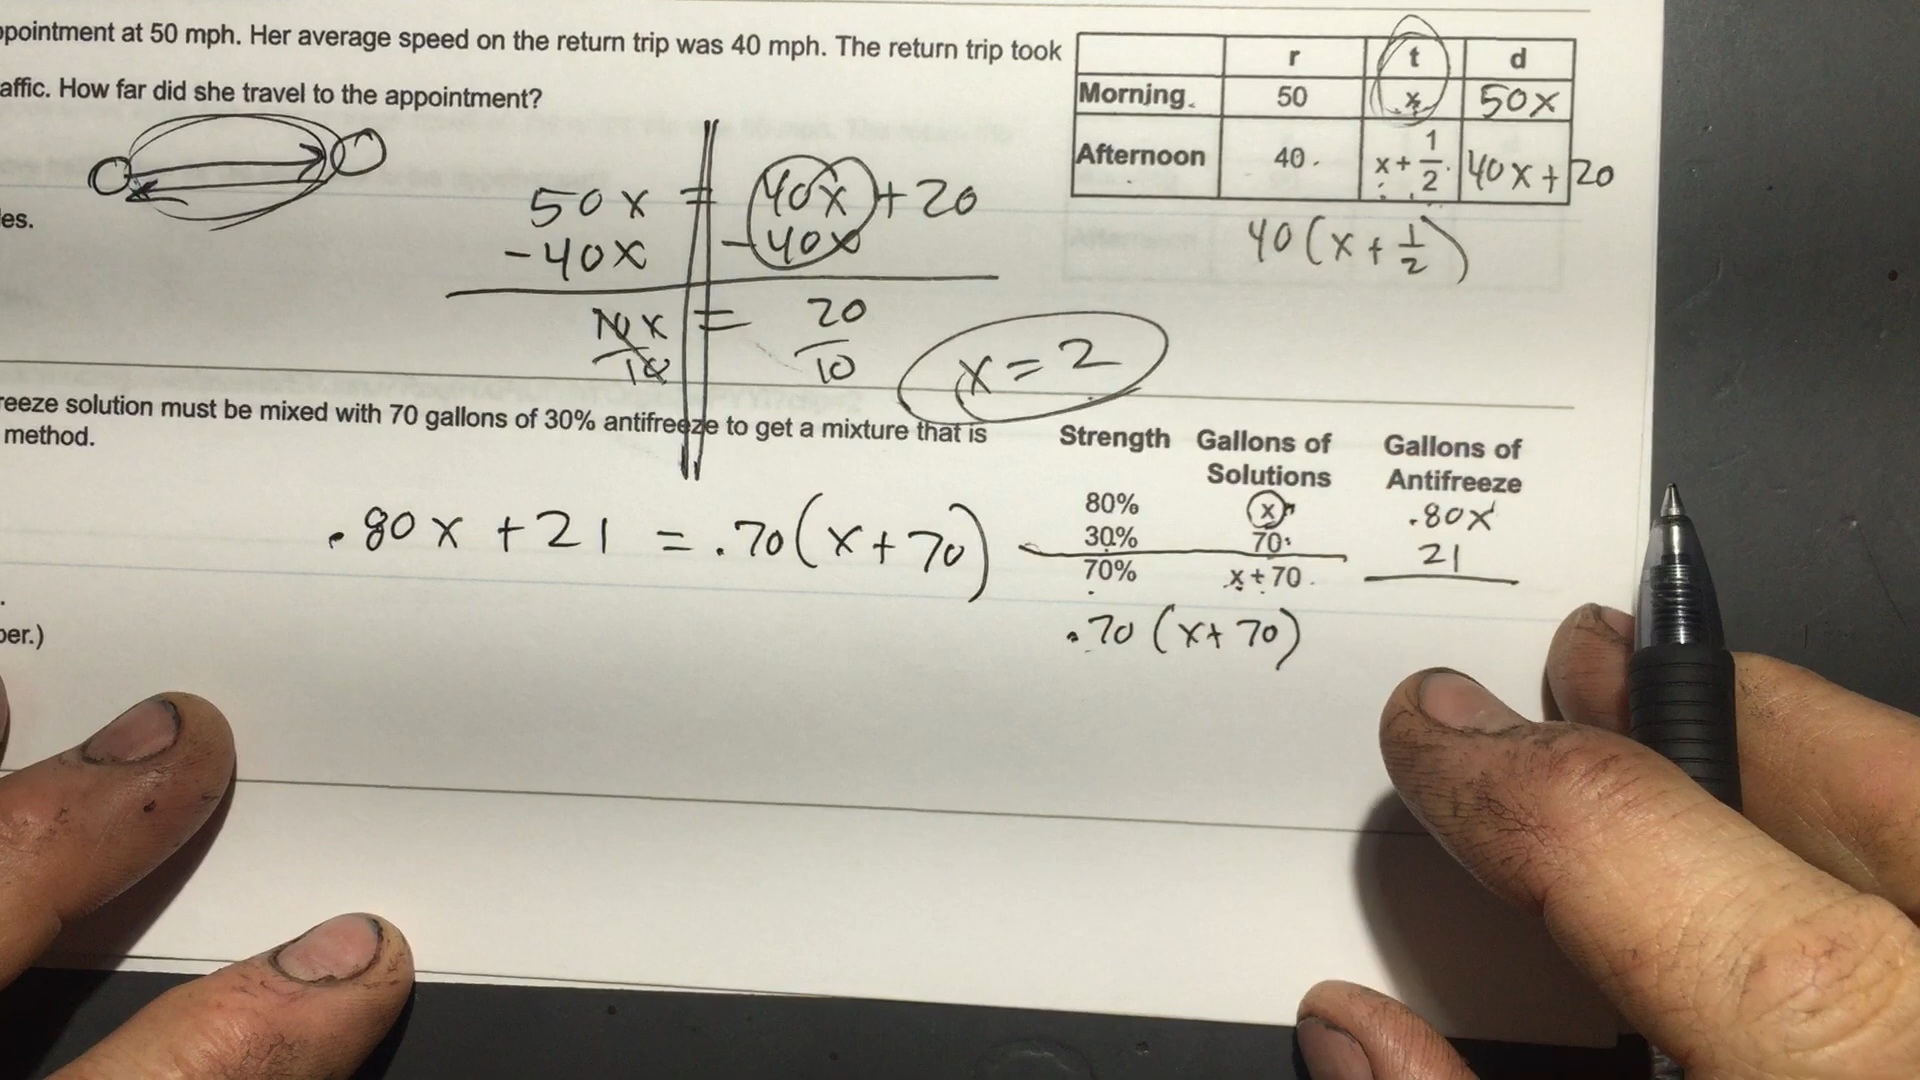 ppointment at 50 mph. Her average speed on the return trip was 40 mph. The return trip took
affic. How far did she travel to the appointment?
r t d
Morning 50 x 50x
Afternoon 40 x + 1/2 40x + 20
40(x + 1/2)
es.
50x = 40x + 20
-40x -40x
10x = 20
10 10
x = 2
reeze solution must be mixed with 70 gallons of 30% antifreeze to get a mixture that is
method.
Strength Gallons of Solutions Gallons of Antifreeze
80% x .80x
30% 70 21
70% x + 70
.70(x + 70)
.80x + 21 = .70(x + 70)
per.)